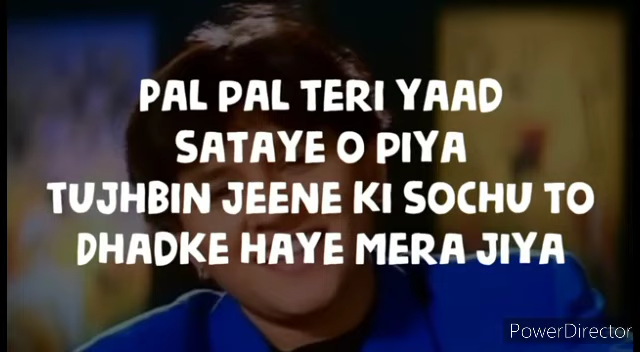 PAL PAL TERI YAAD
SATAYE O PIYA
TUJHBIN JEENE KI SOCHU TO
DHADKE HAYE MERA JIYA
PowerDirector